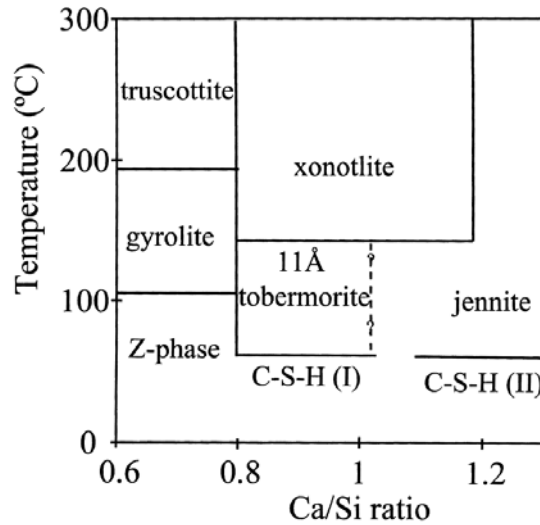 300
truscottite
Temperature (ºC)
200
xonotlite
gyrolite
11Å
100
tobermorite
jennite
Z-phase
C-S-H (I)
C-S-H (II)
0
0.6
0.8
1
1.2
Ca/Si ratio